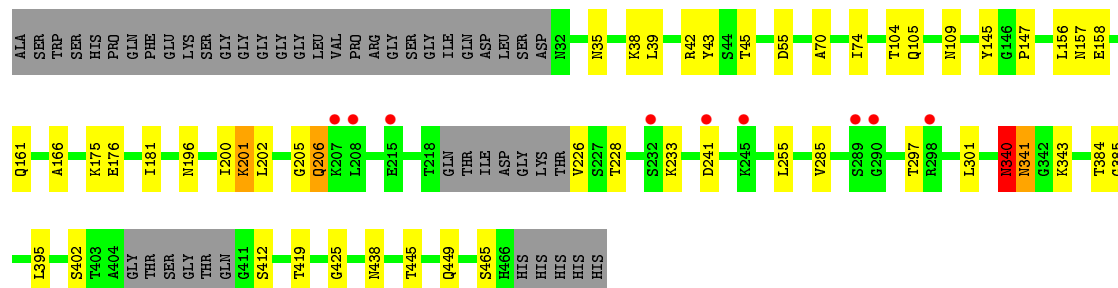 ALA SER TRP SER HIS PRO GLN PHE GLU LYS SER GLY GLY GLY GLY GLY LEU VAL PRO ARG GLY SER GLY ILE GLN ASP LEU SER ASP N32 N35 K38 L39 R42 Y43 S44 T45 D55 A70 I74 T104 Q105 N109 Y145 G146 P147 L156 N157 E158
Q161 A166 K175 E176 I181 N196 I200 K201 L202 G205 Q206 K207 L208 E215 T218 GLN THR ILE ASP GLY LYS THR V226 S227 T228 S232 K233 D241 K245 L255 V285 S289 G290 T297 R298 L301 N340 N341 G342 K343 T384
L395 S402 T403 A404 GLY THR SER GLY THR GLN G411 S412 T419 G425 N438 T445 Q449 S465 H466 HIS HIS HIS HIS HIS